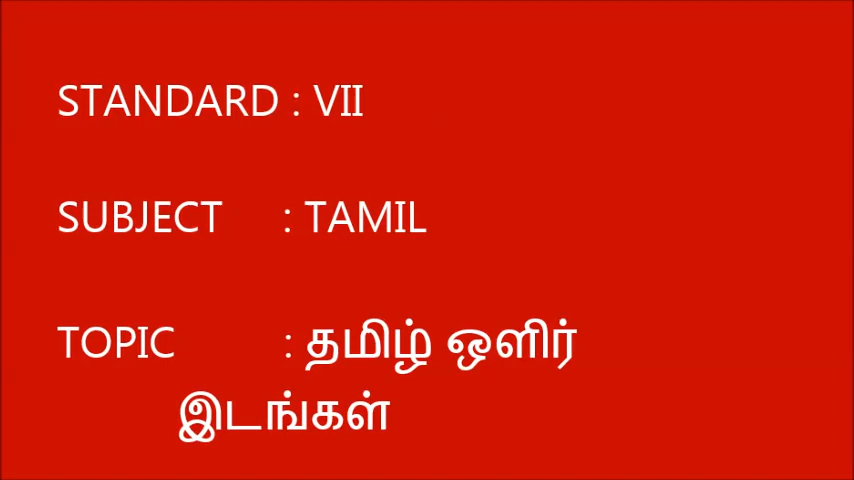 STANDARD : VII
SUBJECT : TAMIL
TOPIC : தமிழ் ஒளிர்
இடங்கள்